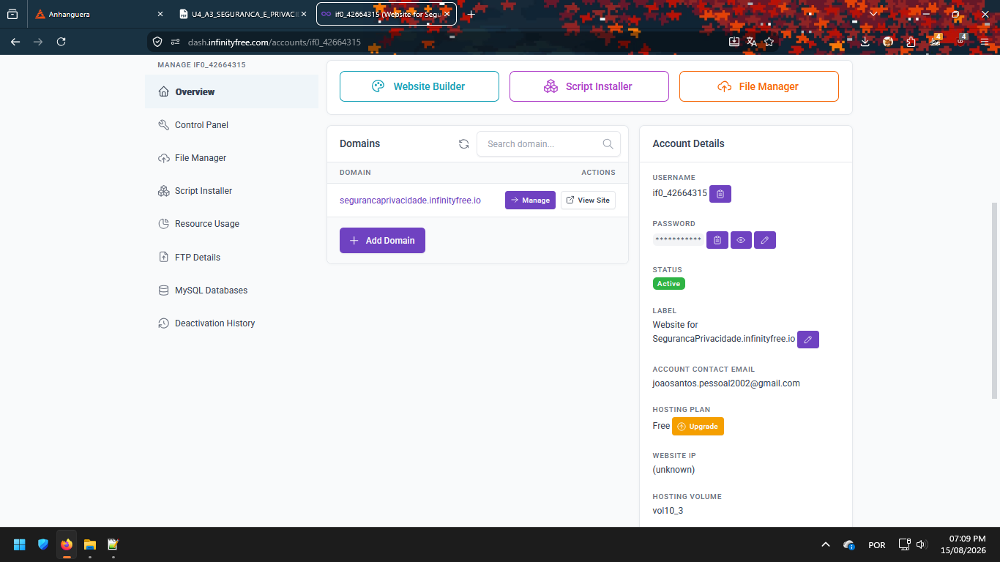 Anhanguera
U4_A3_SEGURANCA_E_PRIVACI
if0_42664315 (Website for Segu
dash.infinityfree.com/accounts/if0_42664315
4
4
MANAGE IF0_42664315
Overview
Control Panel
File Manager
Script Installer
Resource Usage
FTP Details
MySQL Databases
Deactivation History
Website Builder
Script Installer
File Manager
Domains
Search domain...
DOMAIN
ACTIONS
segurancaprivacidade.infinityfree.io
Manage
View Site
Add Domain
Account Details
USERNAME
if0_42664315
PASSWORD
***********
STATUS
Active
LABEL
Website for
SegurancaPrivacidade.infinityfree.io
ACCOUNT CONTACT EMAIL
joaosantos.pessoal2002@gmail.com
HOSTING PLAN
Free
Upgrade
WEBSITE IP
(unknown)
HOSTING VOLUME
vol10_3
POR
07:09 PM
15/08/2026